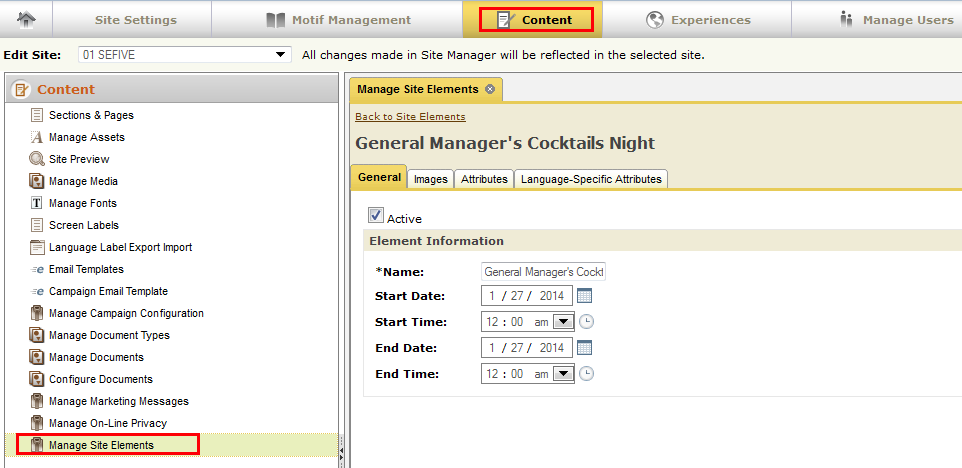 Site Settings Motif Management Content Experiences Manage Users
Edit Site: 01 SEFIVE All changes made in Site Manager will be reflected in the selected site.
Content
Sections & Pages
Manage Assets
Site Preview
Manage Media
Manage Fonts
Screen Labels
Language Label Export Import
Email Templates
Campaign Email Template
Manage Campaign Configuration
Manage Document Types
Manage Documents
Configure Documents
Manage Marketing Messages
Manage On-Line Privacy
Manage Site Elements
Manage Site Elements
Back to Site Elements
General Manager's Cocktails Night
General Images Attributes Language-Specific Attributes
Active
Element Information
*Name: General Manager's Cockt
Start Date: 1 / 27 / 2014
Start Time: 12 : 00 am
End Date: 1 / 27 / 2014
End Time: 12 : 00 am